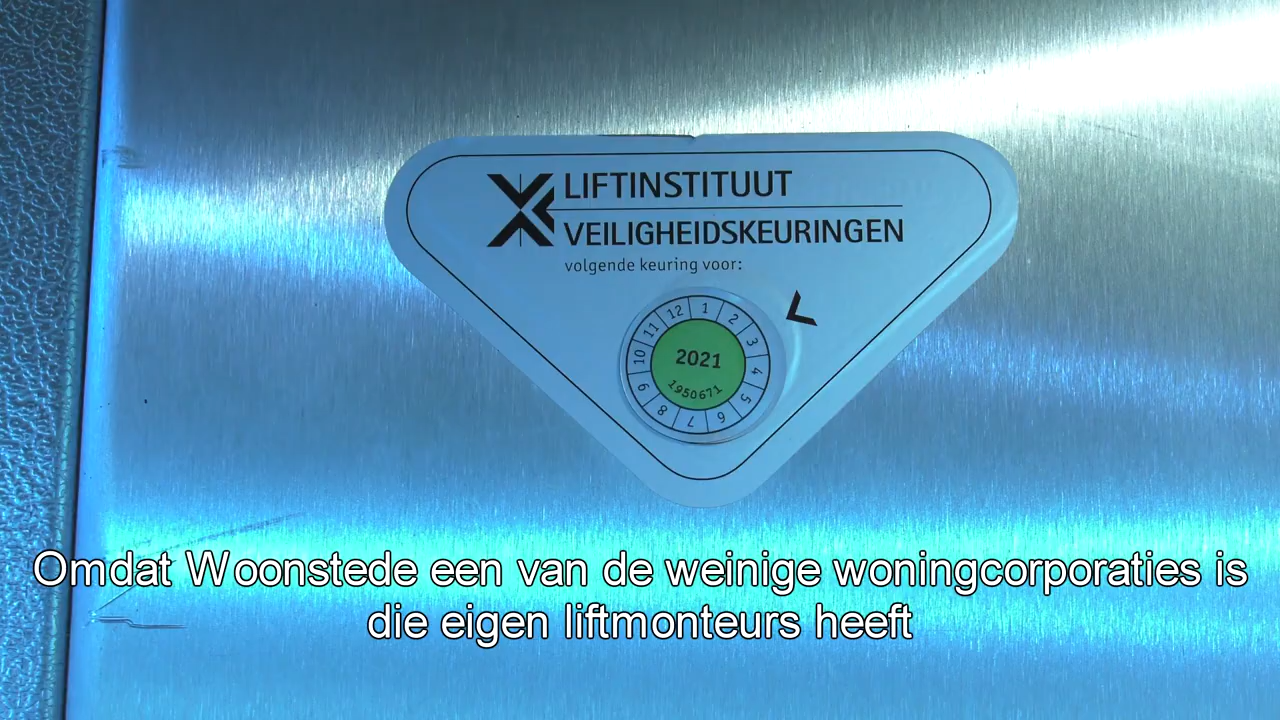 LIFTINSTITUUT
VEILIGHEIDSKEURINGEN
volgende keuring voor:
12 1 2 3 4 5 6 7 8 9 10 11
2021
1950671
Omdat Woonstede een van de weinige woningcorporaties is
die eigen liftmonteurs heeft